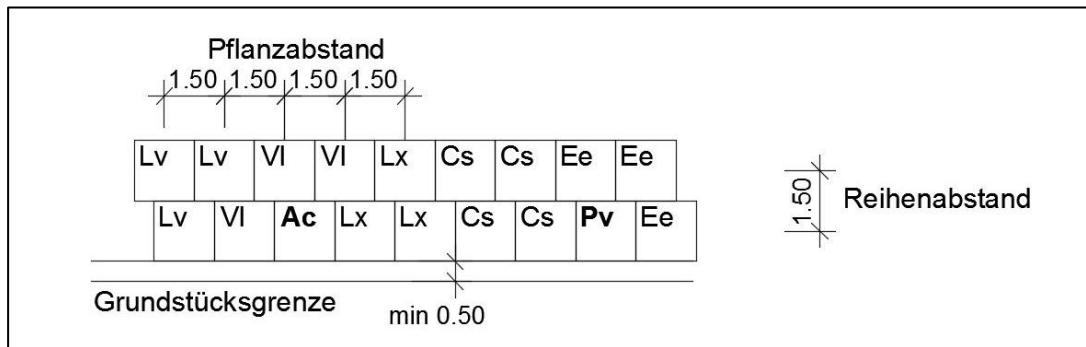 Pflanzabstand
1.50 1.50 1.50 1.50
Lv Lv Vl Vl Lx Cs Cs Ee Ee
1.50
Reihenabstand
Lv Vl Ac Lx Lx Cs Cs Pv Ee
Grundstücksgrenze
min 0.50